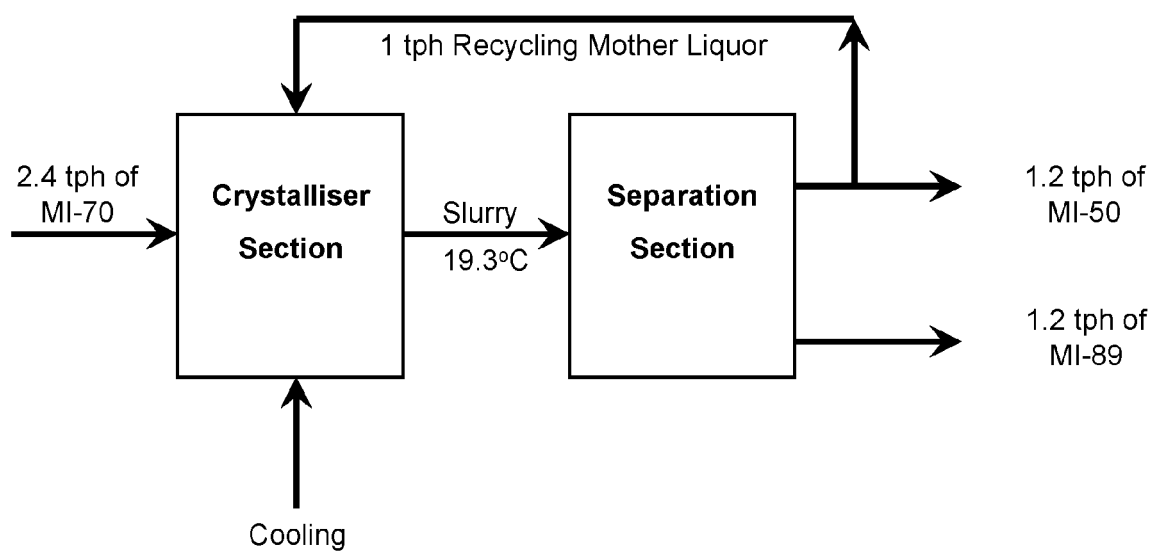 1 tph Recycling Mother Liquor
2.4 tph of
MI-70
Crystalliser
Section
Slurry
19.3ºC
Separation
Section
1.2 tph of
MI-50
1.2 tph of
MI-89
Cooling